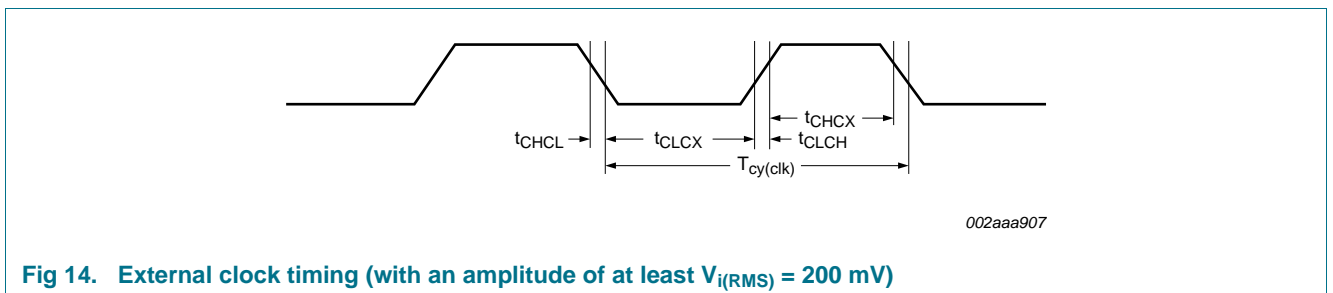 tCHCX
tCHCL tCLCX tCLCH
Tcy(clk)
002aaa907
Fig 14. External clock timing (with an amplitude of at least Vi(RMS) = 200 mV)